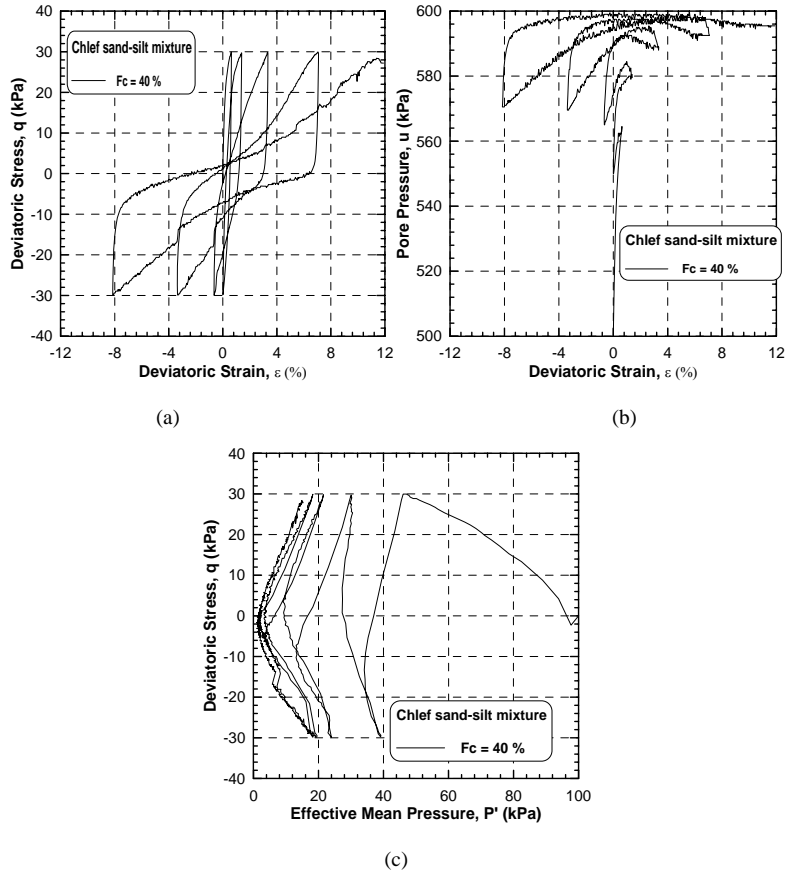 40
30
20
10
0
-10
-20
-30
-40
Deviatoric Stress, q (kPa)
Chlef sand-silt mixture
Fc = 40 %
-12 -8 -4 0 4 8 12
Deviatoric Strain, ε (%)
(a)
600
580
560
540
520
500
Pore Pressure, u (kPa)
Chlef sand-silt mixture
Fc = 40 %
-12 -8 -4 0 4 8 12
Deviatoric Strain, ε (%)
(b)
40
30
20
10
0
-10
-20
-30
-40
Deviatoric Stress, q (kPa)
Chlef sand-silt mixture
Fc = 40 %
0 20 40 60 80 100
Effective Mean Pressure, P' (kPa)
(c)